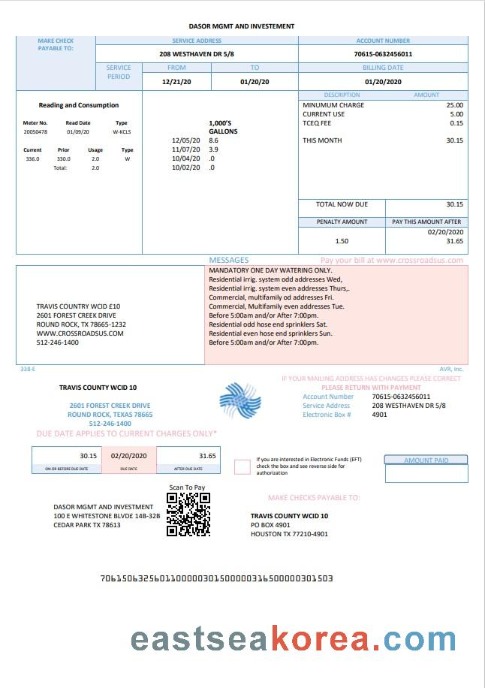 DASOR MGMT AND INVESTEMENT
MAKE CHECK PAYABLE TO:
SERVICE ADDRESS
ACCOUNT NUMBER
208 WESTHAVEN DR 5/8
70615-0632456011
SERVICE PERIOD
FROM
TO
BILLING DATE
12/21/20
01/20/20
01/20/2020
Reading and Consumption
Meter No. Read Date Type
20050478 01/09/20 W-RCLS
Current Prior Usage Type
336.0 336.0 2.0 W
Total: 2.0
1,000'S
GALLONS
12/05/20 8.6
11/07/20 3.9
10/04/20 .0
10/02/20 .0
DESCRIPTION AMOUNT
MINIMUM CHARGE 25.00
CURRENT USE 5.00
TCEQ FEE 0.15
THIS MONTH 30.15
TOTAL NOW DUE 30.15
PENALTY AMOUNT PAY THIS AMOUNT AFTER
02/20/2020
1.50 31.65
MESSAGES
Pay your bill at www.crossroadsus.com
TRAVIS COUNTRY WCID £10
2601 FOREST CREEK DRIVE
ROUND ROCK, TX 78665-1232
WWW.CROSSROADSUS.COM
512-246-1400
MANDATORY ONE DAY WATERING ONLY.
Residential irrig. system odd addresses Wed,
Residential irrig. system even addresses Thurs,.
Commercial, multifamily od addresses Fri.
Commercial, Multifamily even addresses Tue.
Before 5:00am and/or After 7:00pm.
Residential odd hose end sprinklers Sat.
Residential even hose end sprinklers Sun.
Before 5:00am and/or After 7:00pm.
AVR, Inc.
TRAVIS COUNTY WCID 10
2601 FOREST CREEK DRIVE
ROUND ROCK, TEXAS 78665
512-246-1400
IF YOUR MAILING ADDRESS HAS CHANGES PLEASE CORRECT
PLEASE RETURN WITH PAYMENT
Account Number 70615-0632456011
Service Address 208 WESTHAVEN DR 5/8
Electronic Box # 4901
DUE DATE APPLIES TO CURRENT CHARGES ONLY*
30.15 02/20/2020 31.65
ON OR BEFORE DUE DATE DUE DATE AFTER DUE DATE
If you are interested in Electronic Funds (EFT)
check the box and see reverse side for
authorization
AMOUNT PAID
Scan To Pay
DASOR MGMT AND INVESTMENT
100 E WHITESTONE BLVDE 148-328
CEDAR PARK TX 78613
MAKE CHECKS PAYABLE TO:
TRAVIS COUNTY WCID 10
PO BOX 4901
HOUSTON TX 77210-4901
7061506325601100000301500000316500000301503
eastseakorea.com